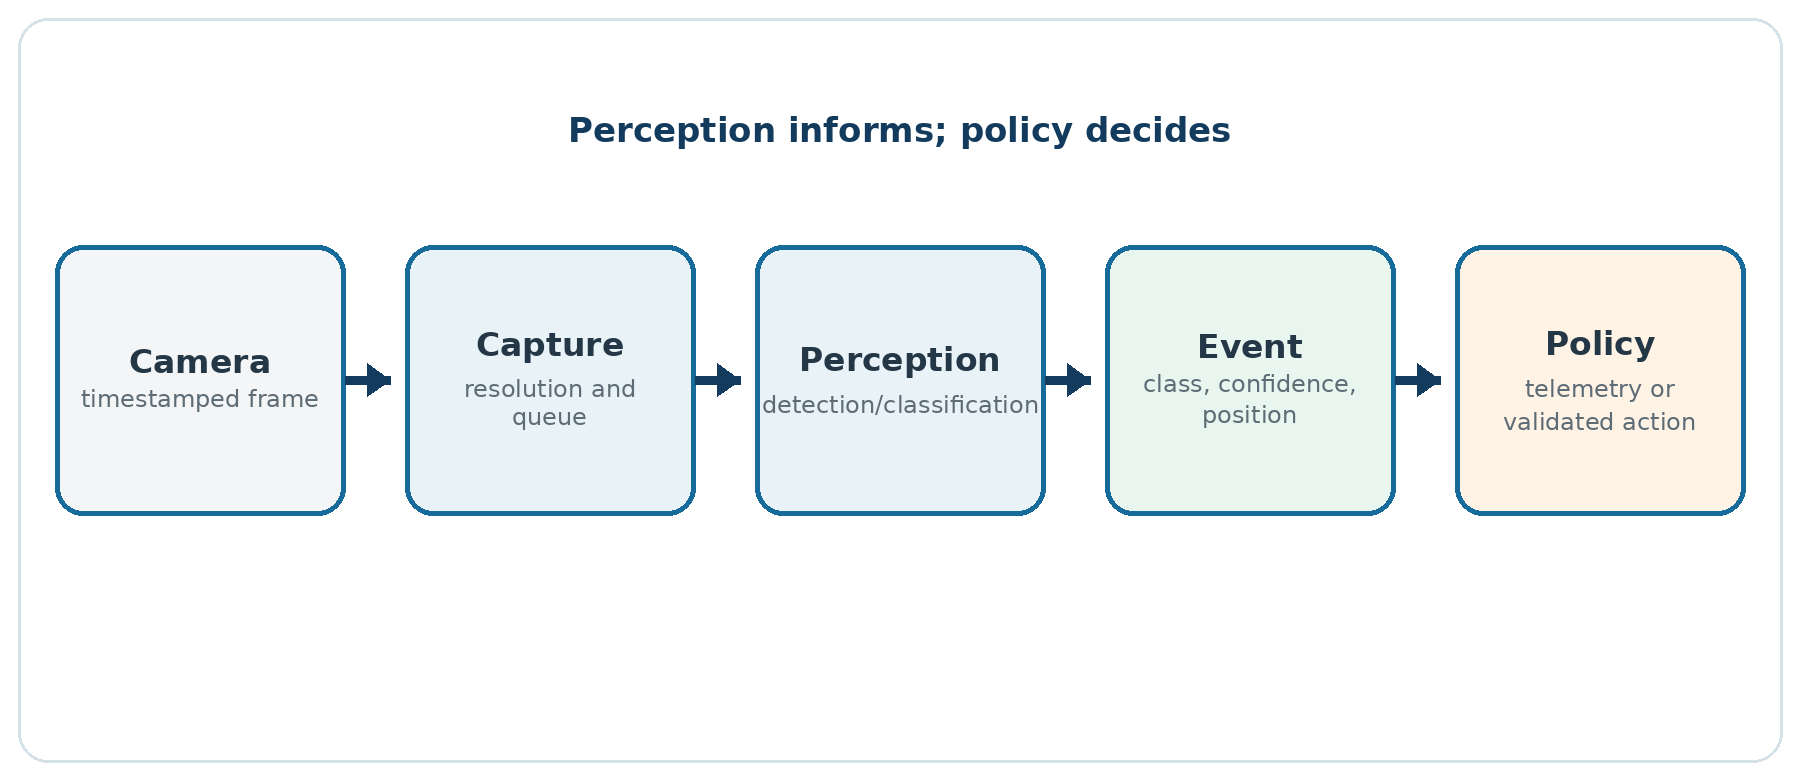 Perception informs; policy decides
Camera
timestamped frame
Capture
resolution and
queue
Perception
detection/classification
Event
class, confidence,
position
Policy
telemetry or
validated action